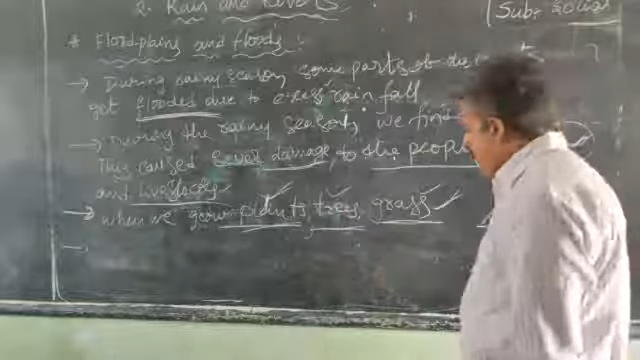 2. Rain and Rivers
Sub: Social
* Flood-plains and floods :
→ During rainy season, some parts of the
get flooded due to excess rain fall
→ During the rainy season, we find
This caused sever damage, to the people
and livestocks
→ when we grow plants, trees, grass
→